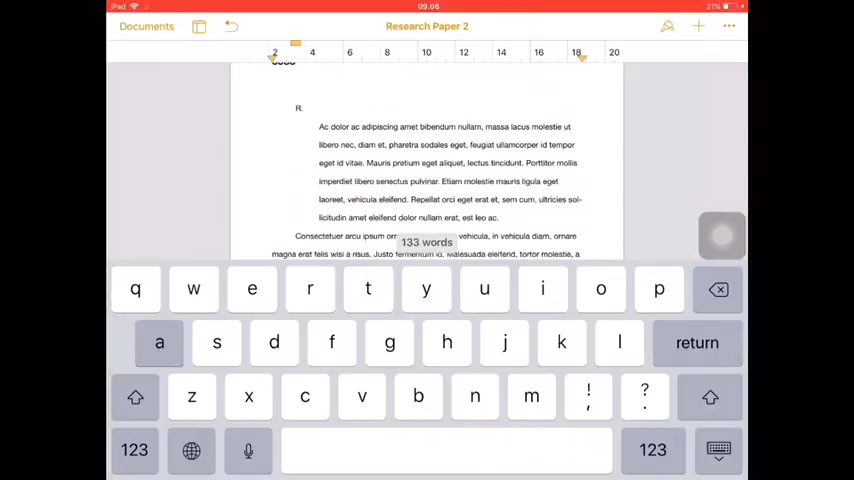 iPad 09.06 31%
Documents Research Paper 2
2 4 6 8 10 12 14 16 18 20
R.
Ac dolor ac adipiscing amet bibendum nullam, massa lacus molestie ut
libero nec, diam et, pharetra sodales eget, feugiat ullamcorper id tempor
eget id vitae. Mauris pretium eget aliquet, lectus tincidunt. Porttitor mollis
imperdiet libero senectus pulvinar. Etiam molestie mauris ligula eget
laoreet, vehicula eleifend. Repellat orci eget erat et, sem cum, ultricies sol-
licitudin amet eleifend dolor nullam erat, est leo ac.
Consectetuer arcu ipsum vehicula, in vehicula diam, ornare
133 words
magna erat felis wisi a risus. Justo fermentum id. Malesuada eleifend, tortor molestie, a
q w e r t y u i o p
a s d f g h j k l return
z x c v b n m ! , ? .
123 123